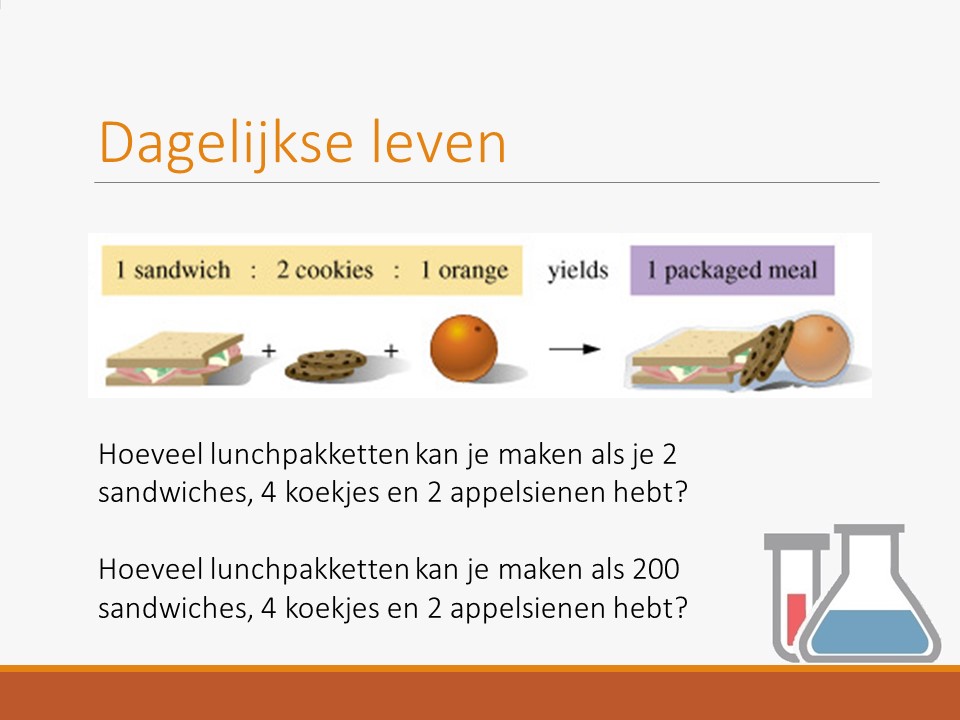 Dagelijkse leven
1 sandwich : 2 cookies : 1 orange yields 1 packaged meal
+ +
Hoeveel lunchpakketten kan je maken als je 2
sandwiches, 4 koekjes en 2 appelsienen hebt?
Hoeveel lunchpakketten kan je maken als 200
sandwiches, 4 koekjes en 2 appelsienen hebt?